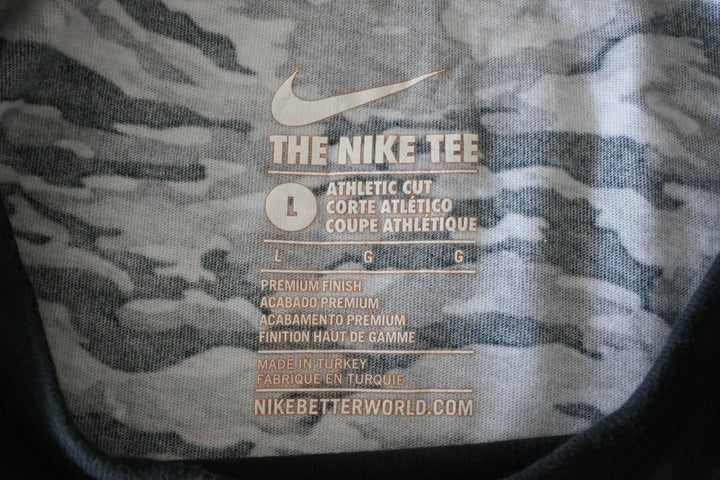 THE NIKE TEE
L
ATHLETIC CUT
CORTE ATLÉTICO
COUPE ATHLÉTIQUE
L G G
PREMIUM FINISH
ACABADO PREMIUM
ACABAMENTO PREMIUM
FINITION HAUT DE GAMME
MADE IN TURKEY
FABRIQUE EN TURQUIE
NIKEBETTERWORLD.COM